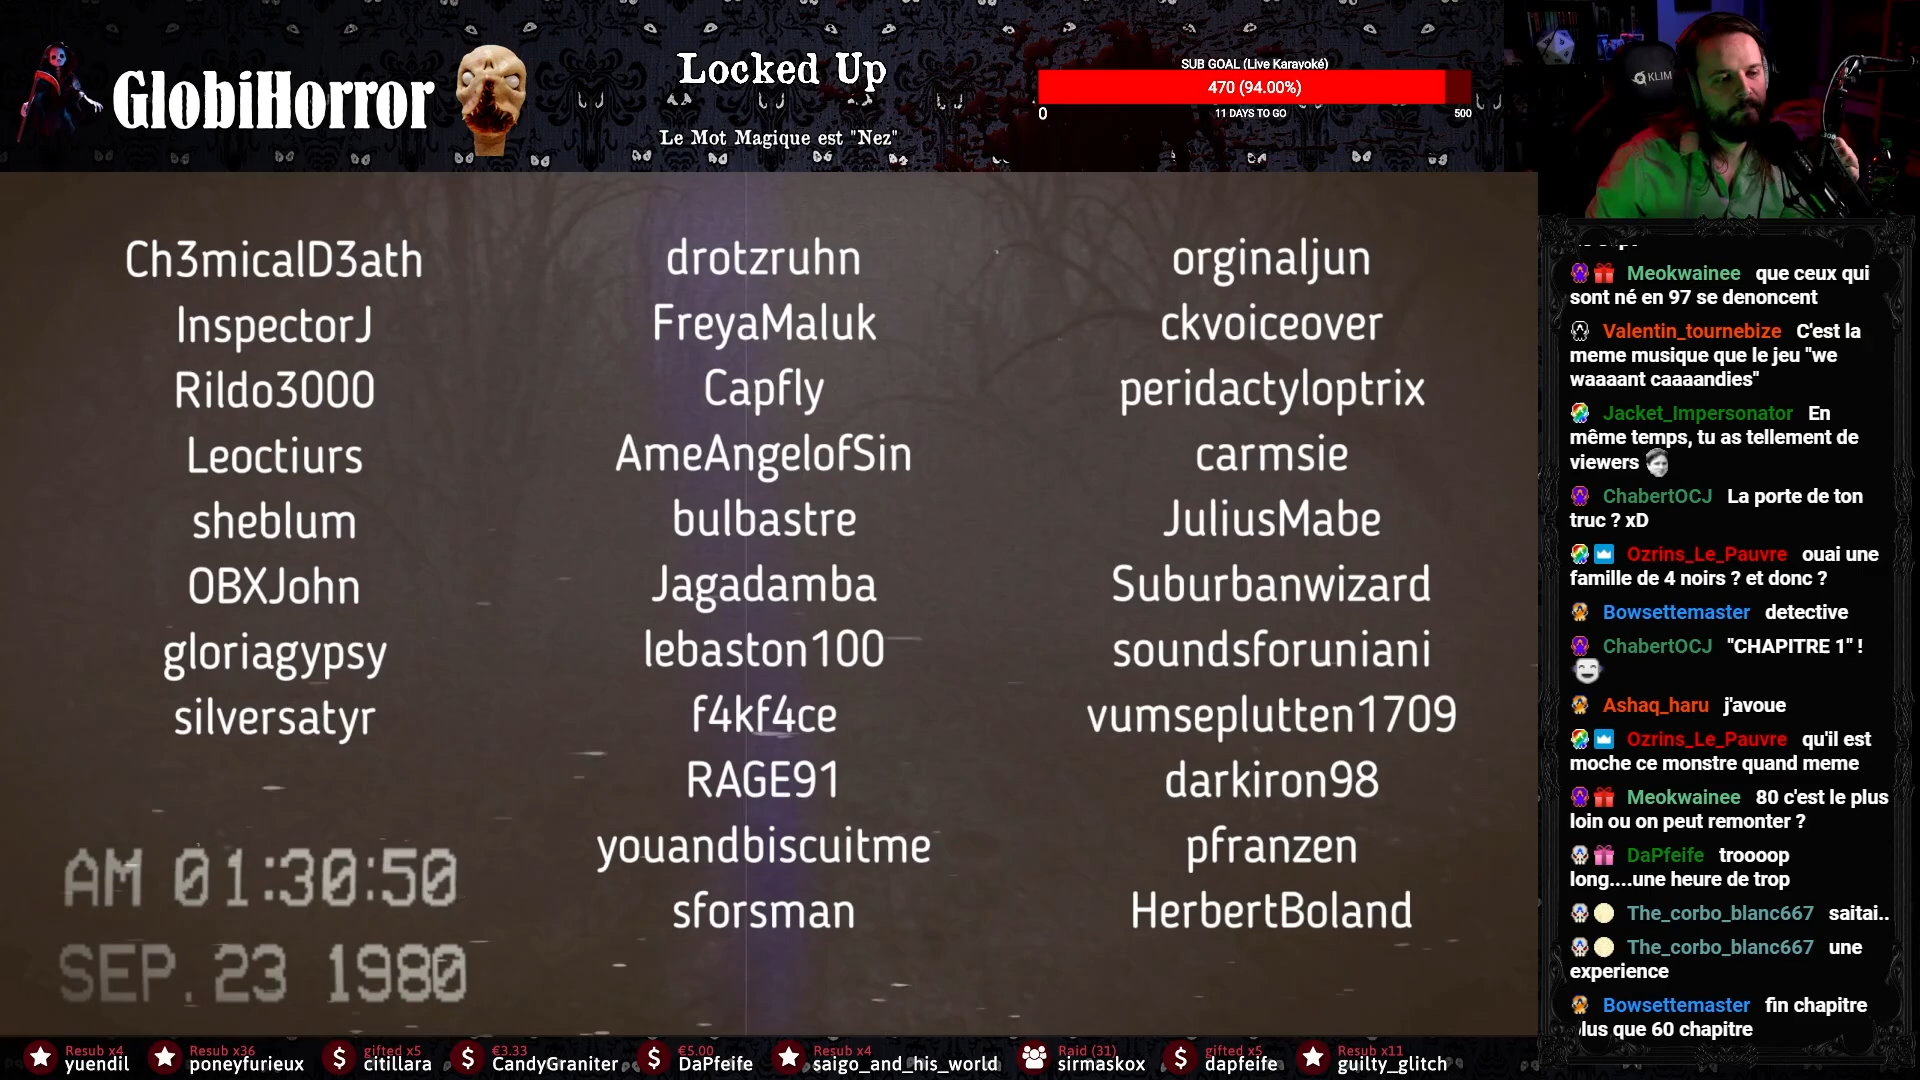 GlobiHorror
Locked Up
Le Mot Magique est "Nez"
SUB GOAL (Live Karayoké)
470 (94.00%)
0
11 DAYS TO GO
500
KLIM
Ch3micalD3ath
InspectorJ
Rildo3000
Leoctiurs
sheblum
OBXJohn
gloriagypsy
silversatyr
drotzruhn
FreyaMaluk
Capfly
AmeAngelofSin
bulbastre
Jagadamba
lebaston100
f4kf4ce
RAGE91
youandbiscuitme
sforsman
orginaljun
ckvoiceover
peridactyloptrix
carmsie
JuliusMabe
Suburbanwizard
soundsforuniani
vumseplutten1709
darkiron98
pfranzen
HerbertBoland
AM 01:30:50
SEP. 23 1980
Meokwainee que ceux qui
sont né en 97 se denoncent
Valentin_tournebize C'est la
meme musique que le jeu "we
waaaant caaaandies"
Jacket_Impersonator En
même temps, tu as tellement de
viewers
ChabertOCJ La porte de ton
truc ? xD
Ozrins_Le_Pauvre ouai une
famille de 4 noirs ? et donc ?
Bowsettemaster detective
ChabertOCJ "CHAPITRE 1" !
Ashaq_haru j'avoue
Ozrins_Le_Pauvre qu'il est
moche ce monstre quand meme
Meokwainee 80 c'est le plus
loin ou on peut remonter ?
DaPfeife troooop
long....une heure de trop
The_corbo_blanc667 saitai..
The_corbo_blanc667 une
experience
Bowsettemaster fin chapitre
plus que 60 chapitre
Resub x4
yuendil
Resub x36
poneyfurieux
gifted x5
citillara
€3.33
CandyGraniter
€5.00
DaPfeife
Resub x4
saigo_and_his_world
Raid (31)
sirmaskox
gifted x5
dapfeife
Resub x11
guilty_glitch